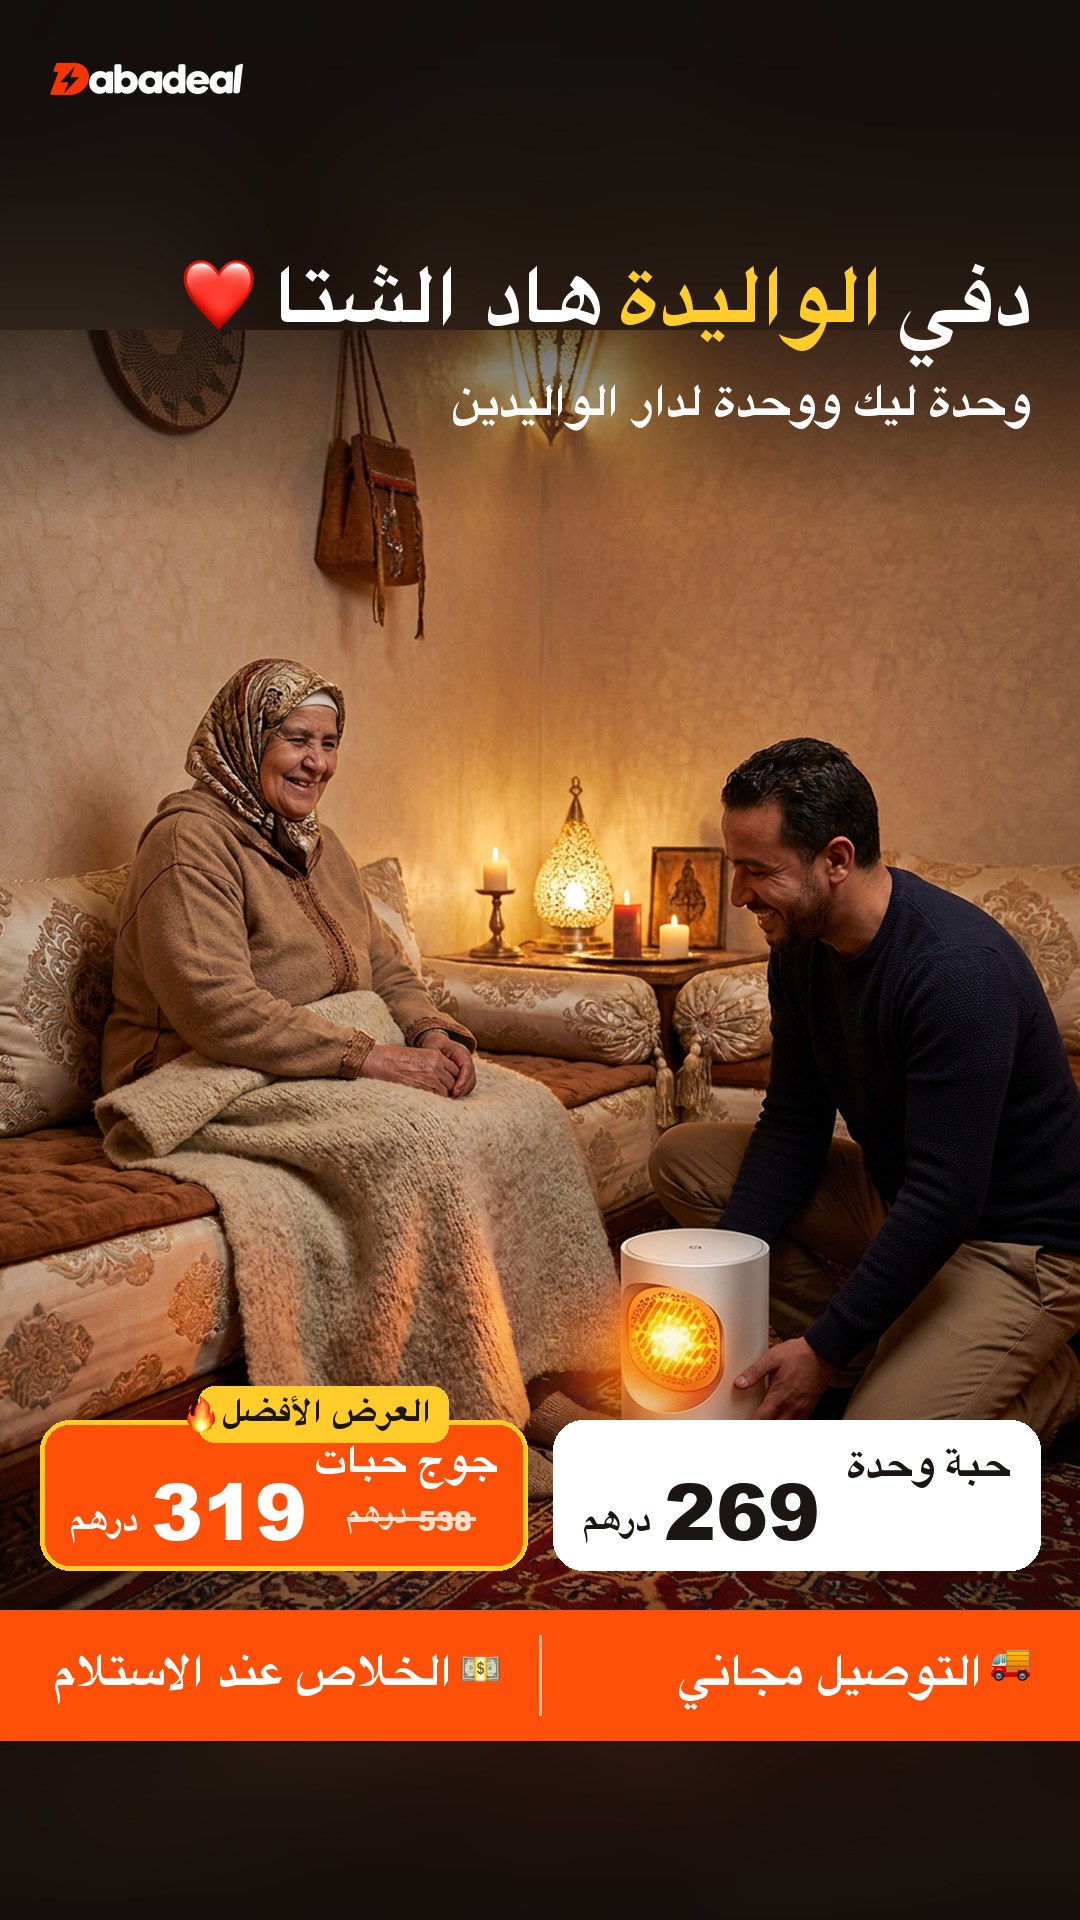 Dabadeal
دفي الواليدة هاد الشتا ❤️
وحدة ليك ووحدة لدار الواليدين
حبة وحدة
269 درهم
العرض الأفضل🔥
جوج حبات
538 درهم
319 درهم
🚚 التوصيل مجاني
💵 الخلاص عند الاستلام